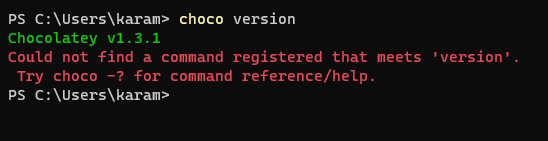 PS C:\Users\karam> choco version
Chocolatey v1.3.1
Could not find a command registered that meets 'version'.
 Try choco -? for command reference/help.
PS C:\Users\karam>